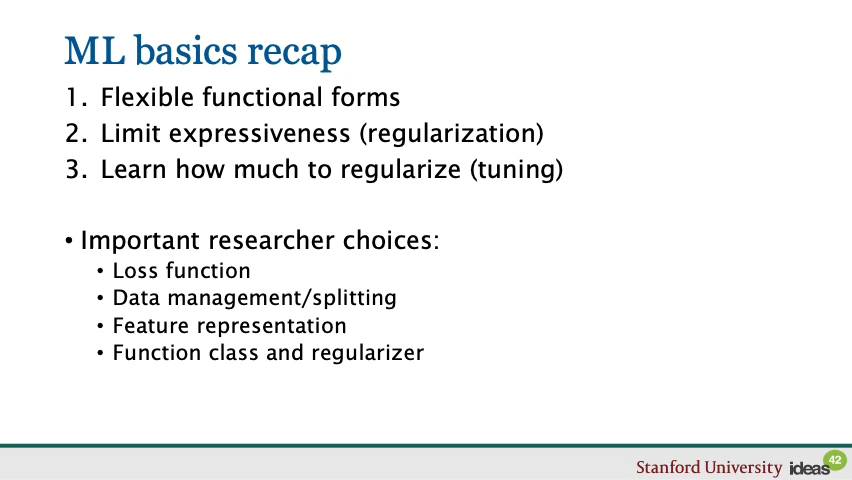 ML basics recap
1. Flexible functional forms
2. Limit expressiveness (regularization)
3. Learn how much to regularize (tuning)
• Important researcher choices:
• Loss function
• Data management/splitting
• Feature representation
• Function class and regularizer
Stanford University ideas 42